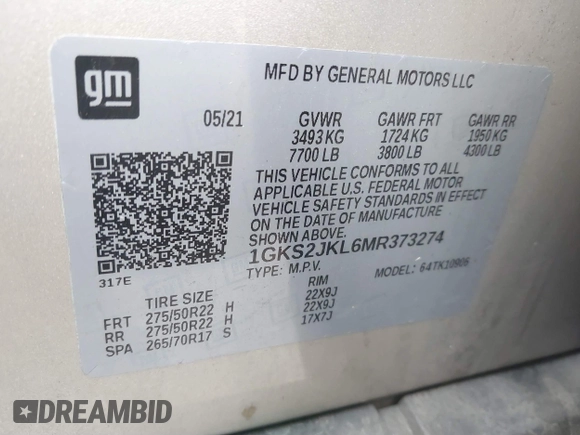 gm
MFD BY GENERAL MOTORS LLC
05/21 GVWR GAWR FRT GAWR RR
3493 KG 1724 KG 1950 KG
7700 LB 3800 LB 4300 LB
THIS VEHICLE CONFORMS TO ALL
APPLICABLE U.S. FEDERAL MOTOR
VEHICLE SAFETY STANDARDS IN EFFECT
ON THE DATE OF MANUFACTURE
SHOWN ABOVE.
1GKS2JKL6MR373274
317E TYPE: M.P.V. MODEL: 64TK10906
TIRE SIZE RIM
FRT 275/50R22 H 22X9J
RR 275/50R22 H 22X9J
SPA 265/70R17 S 17X7J
DREAMBID